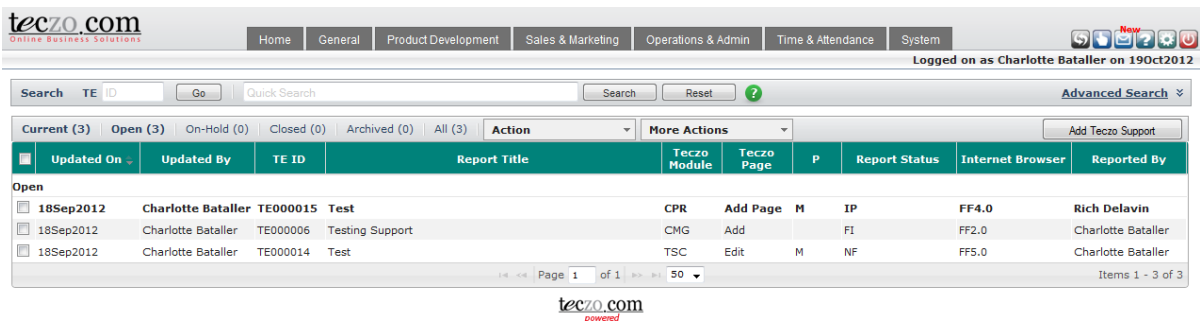 teczo.com
Online Business Solutions
Home General Product Development Sales & Marketing Operations & Admin Time & Attendance System
New
Logged on as Charlotte Bataller on 19Oct2012
Search TE ID Go Quick Search Search Reset ? Advanced Search
Current (3) Open (3) On-Hold (0) Closed (0) Archived (0) All (3) Action More Actions Add Teczo Support
Updated On Updated By TE ID Report Title Teczo Module Teczo Page P Report Status Internet Browser Reported By
Open
18Sep2012 Charlotte Bataller TE000015 Test CPR Add Page M IP FF4.0 Rich Delavin
18Sep2012 Charlotte Bataller TE000006 Testing Support CMG Add FI FF2.0 Charlotte Bataller
18Sep2012 Charlotte Bataller TE000014 Test TSC Edit M NF FF5.0 Charlotte Bataller
Page 1 of 1 50 Items 1 - 3 of 3
teczo.com
powered